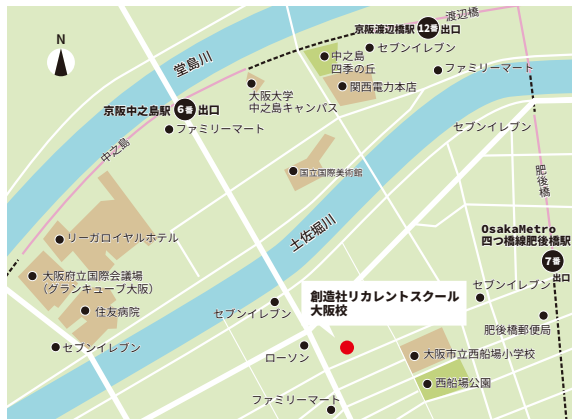 N
堂島川
渡辺橋
京阪渡辺橋駅 12番 出口
セブンイレブン
中之島
四季の丘
ファミリーマート
関西電力本店
大阪大学
中之島キャンパス
京阪中之島駅 6番 出口
ファミリーマート
中之島
セブンイレブン
国立国際美術館
肥後橋
土佐堀川
OsakaMetro
四つ橋線肥後橋駅
7番
出口
リーガロイヤルホテル
大阪府立国際会議場
（グランキューブ大阪）
住友病院
セブンイレブン
セブンイレブン
創造社リカレントスクール
大阪校
セブンイレブン
肥後橋郵便局
ローソン
大阪市立西船場小学校
西船場公園
ファミリーマート